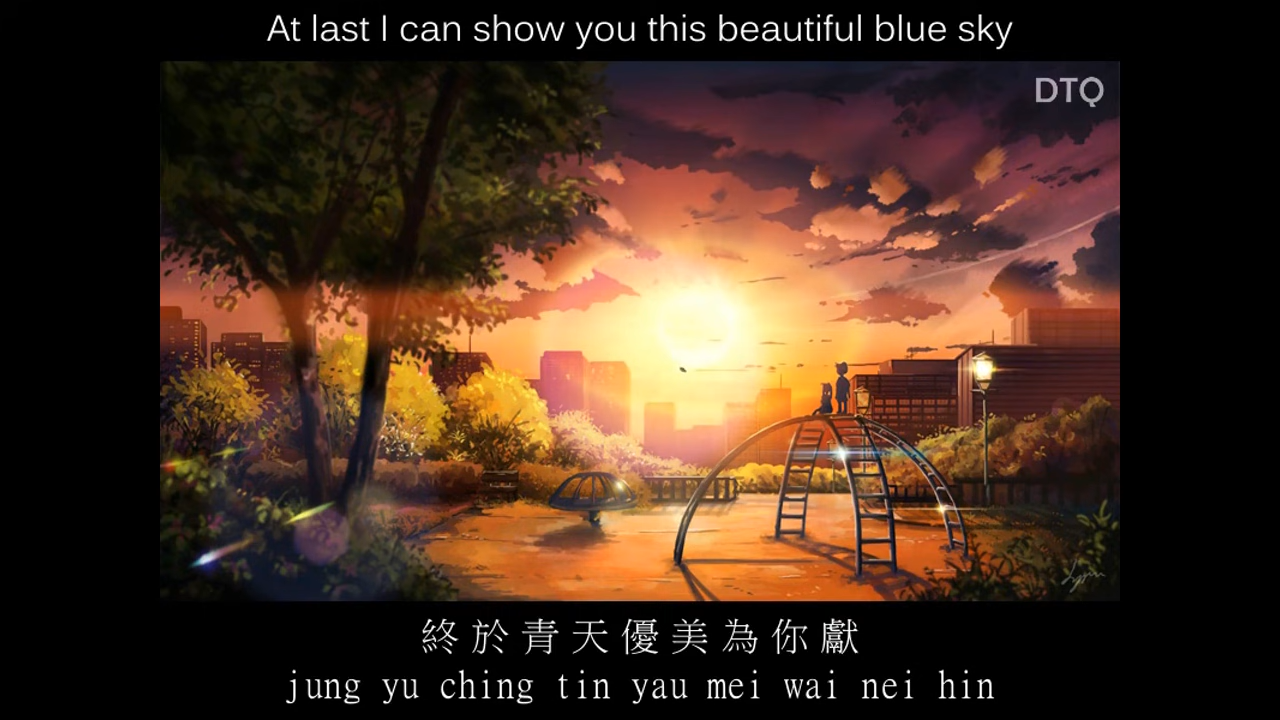 At last I can show you this beautiful blue sky
DTQ
終於青天優美為你獻
jung yu ching tin yau mei wai nei hin